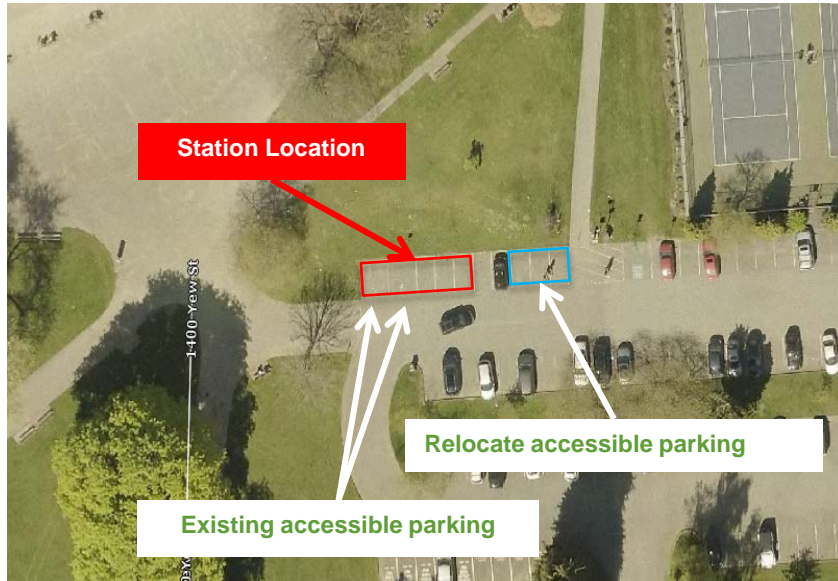 Station Location
1400 Yew St
Relocate accessible parking
Existing accessible parking